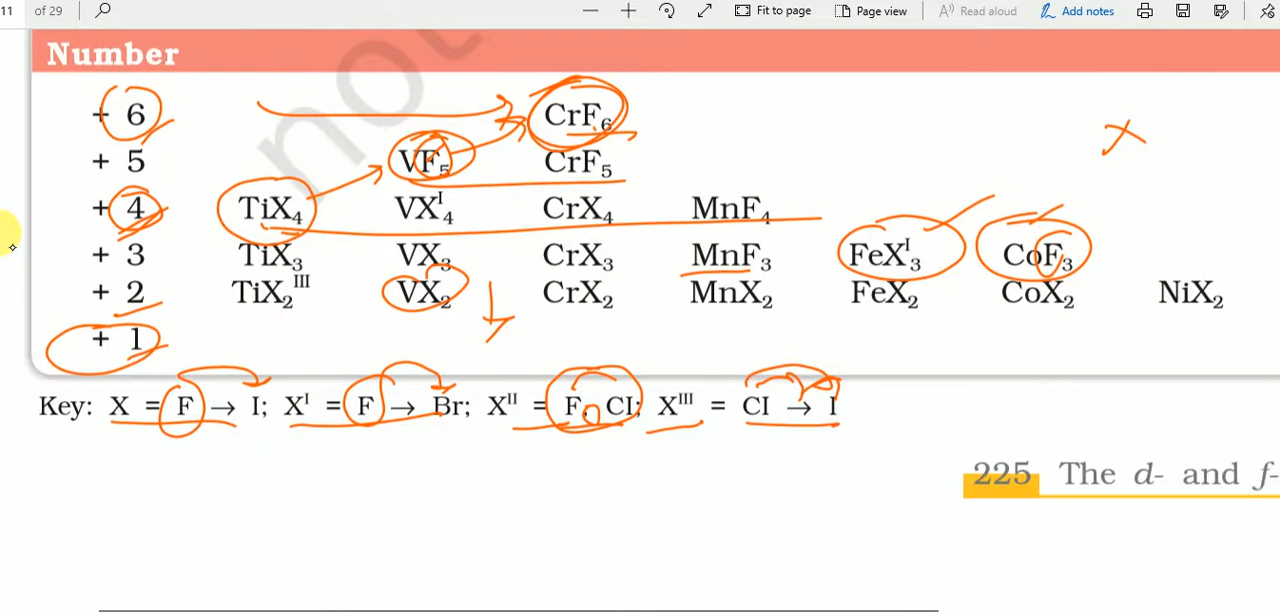 11 of 29 Fit to page Page view Read aloud Add notes
Number
not
+ 6 CrF₆
+ 5 VF₅ CrF₅
+ 4 TiX₄ VXᴵ₄ CrX₄ MnF₄
+ 3 TiX₃ VX₃ CrX₃ MnF₃ FeXᴵ₃ CoF₃
+ 2 TiX₂ᴵᴵᴵ VX₂ CrX₂ MnX₂ FeX₂ CoX₂ NiX₂
+ 1
Key: X = F → I; Xᴵ = F → Br; Xᴵᴵ = F, CI; Xᴵᴵᴵ = CI → I
225 The d- and f-